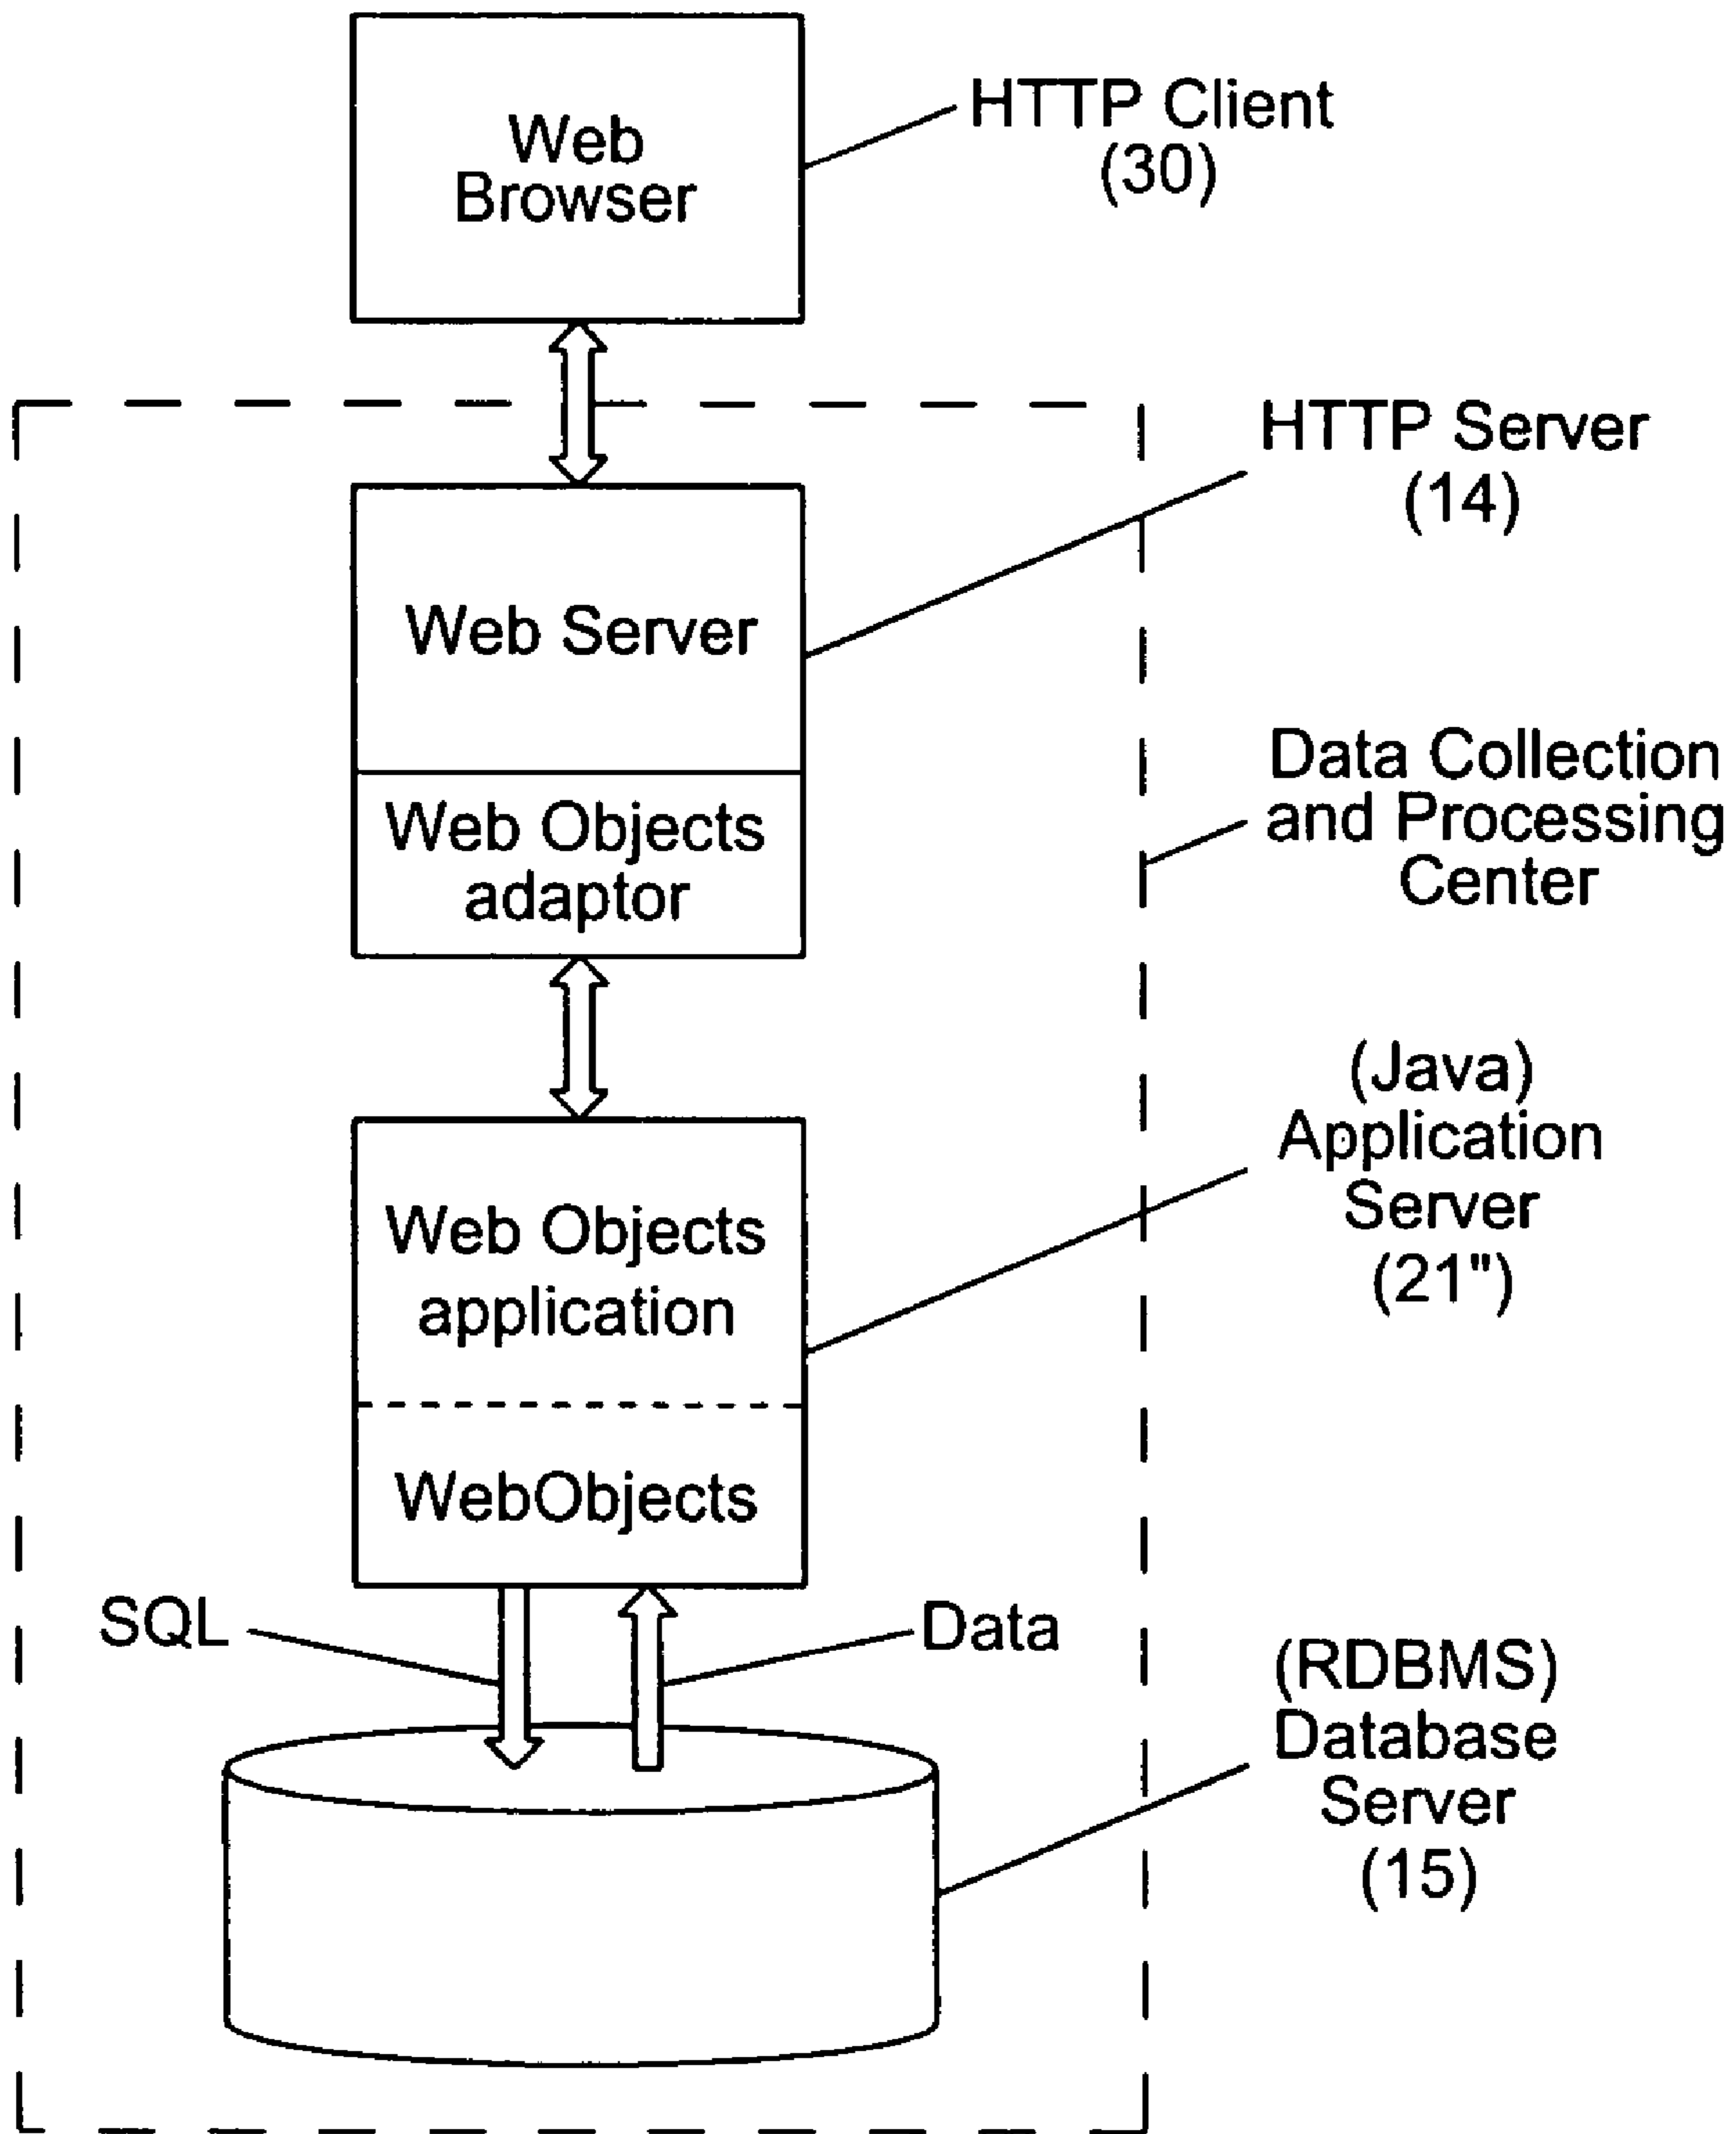 Web
Browser
HTTP Client
(30)
HTTP Server
(14)
Web Server
Data Collection
and Processing
Center
Web Objects
adaptor
(Java)
Application
Server
(21")
Web Objects
application
WebObjects
SQL
Data
(RDBMS)
Database
Server
(15)